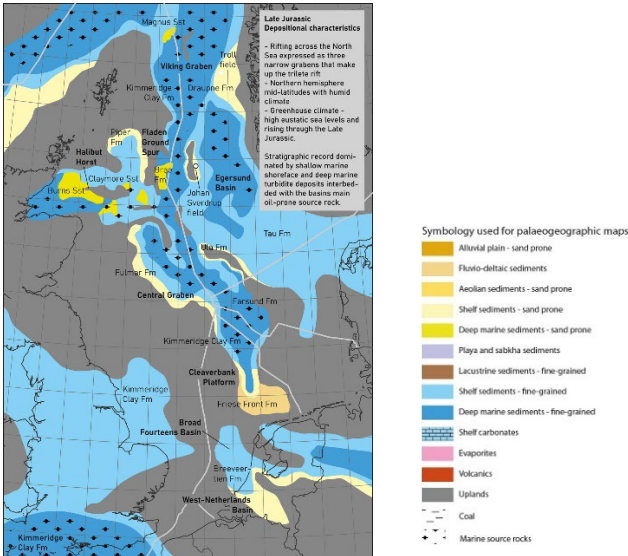 Magnus Sst
Late Jurassic
Depositional characteristics
- Rifting across the North
Sea expressed as three
narrow grabens that make
up the trilete rift
- Northern hemisphere
mid-latitudes with humid
climate
- Greenhouse climate -
high eustatic sea levels and
rising through the Late
Jurassic.
Stratigraphic record domi-
nated by shallow marine
shoreface and deep marine
turbidite deposits interbed-
ded with the basins main
oil-prone source rock.
Troll
field
Viking Graben
Kimmeridge
Clay Fm
Draupne Fm
Piper
Fm
Fladen
Ground
Spur
Halibut
Horst
Claymore Sst
Brae
Fm
Burns Sst
Egersund
Basin
Johan
Sverdrup
field
Tau Fm
Ula Fm
Fulmar Fm
Central Graben
Farsund Fm
Kimmeridge Clay Fm
Cleaverbank
Platform
Kimmeridge
Clay Fm
Friese Front Fm
Broad
Fourteens Basin
Breeveer-
tien Fm
West-Netherlands
Basin
Kimmeridge
Clay Fm
Symbology used for palaeogeographic maps
Alluvial plain - sand prone
Fluvio-deltaic sediments
Aeolian sediments - sand prone
Shelf sediments - sand prone
Deep marine sediments - sand prone
Playa and sabkha sediments
Lacustrine sediments - fine-grained
Shelf sediments - fine-grained
Deep marine sediments - fine-grained
Shelf carbonates
Evaporites
Volcanics
Uplands
Coal
Marine source rocks